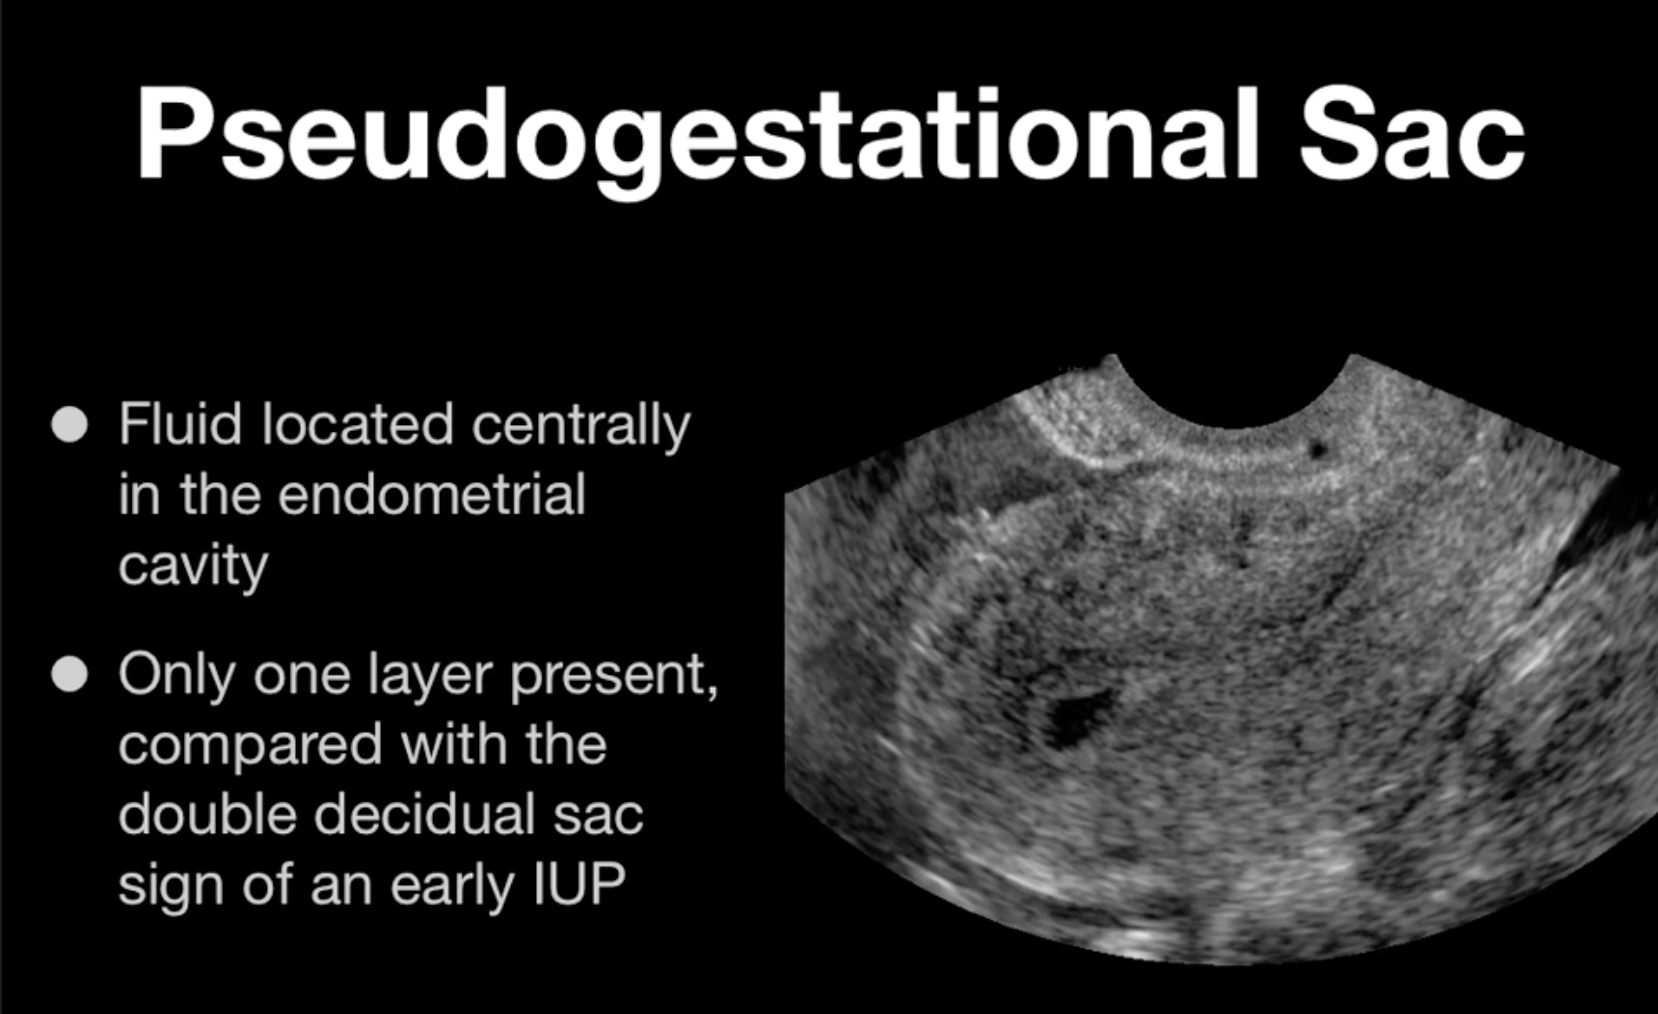 Pseudogestational Sac
Fluid located centrally
in the endometrial
cavity
Only one layer present,
compared with the
double decidual sac
sign of an early IUP